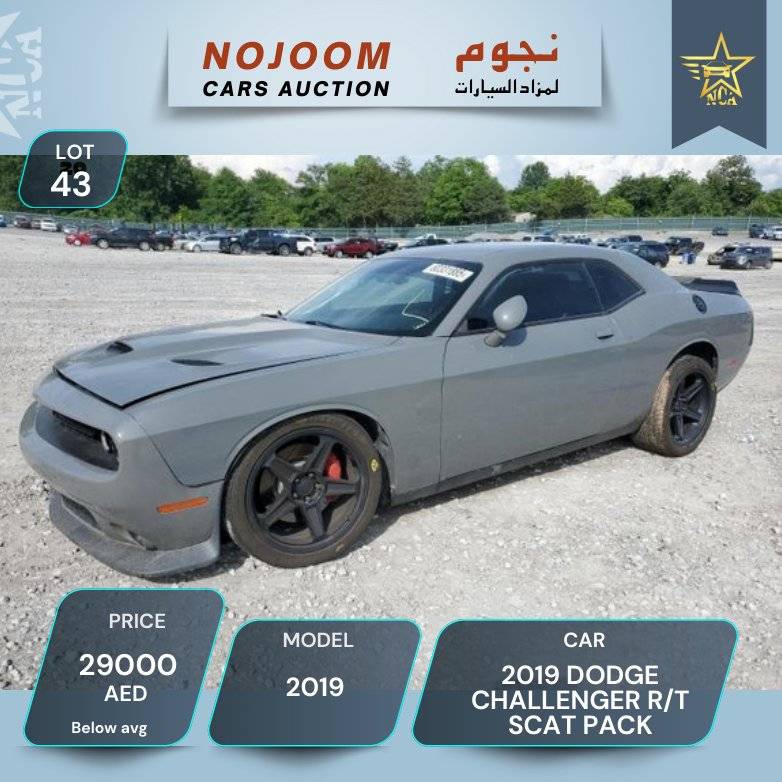 NCA
NOJOOM
CARS AUCTION
نجوم
لمزاد السيارات
NCA
LOT
43
PRICE
29000
AED
Below avg
MODEL
2019
CAR
2019 DODGE
CHALLENGER R/T
SCAT PACK